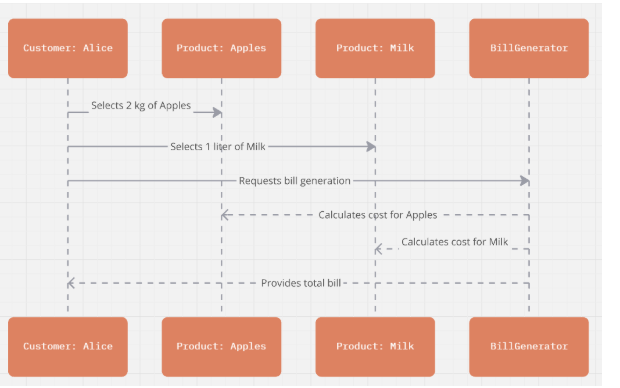 Customer: Alice
Product: Apples
Product: Milk
BillGenerator
Selects 2 kg of Apples
Selects 1 liter of Milk
Requests bill generation
Calculates cost for Apples
Calculates cost for Milk
Provides total bill
Customer: Alice
Product: Apples
Product: Milk
BillGenerator